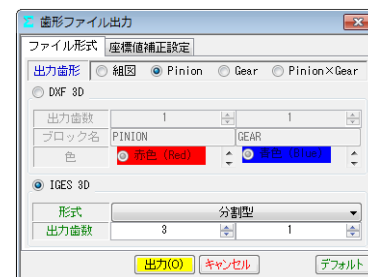 歯形ファイル出力
ファイル形式 座標値補正設定
出力歯形 組図 Pinion Gear Pinion×Gear
DXF 3D
出力歯数 1 1
ブロック名 PINION GEAR
色 赤色 (Red) 青色 (Blue)
IGES 3D
形式 分割型
出力歯数 3 1
出力(O) キャンセル デフォルト